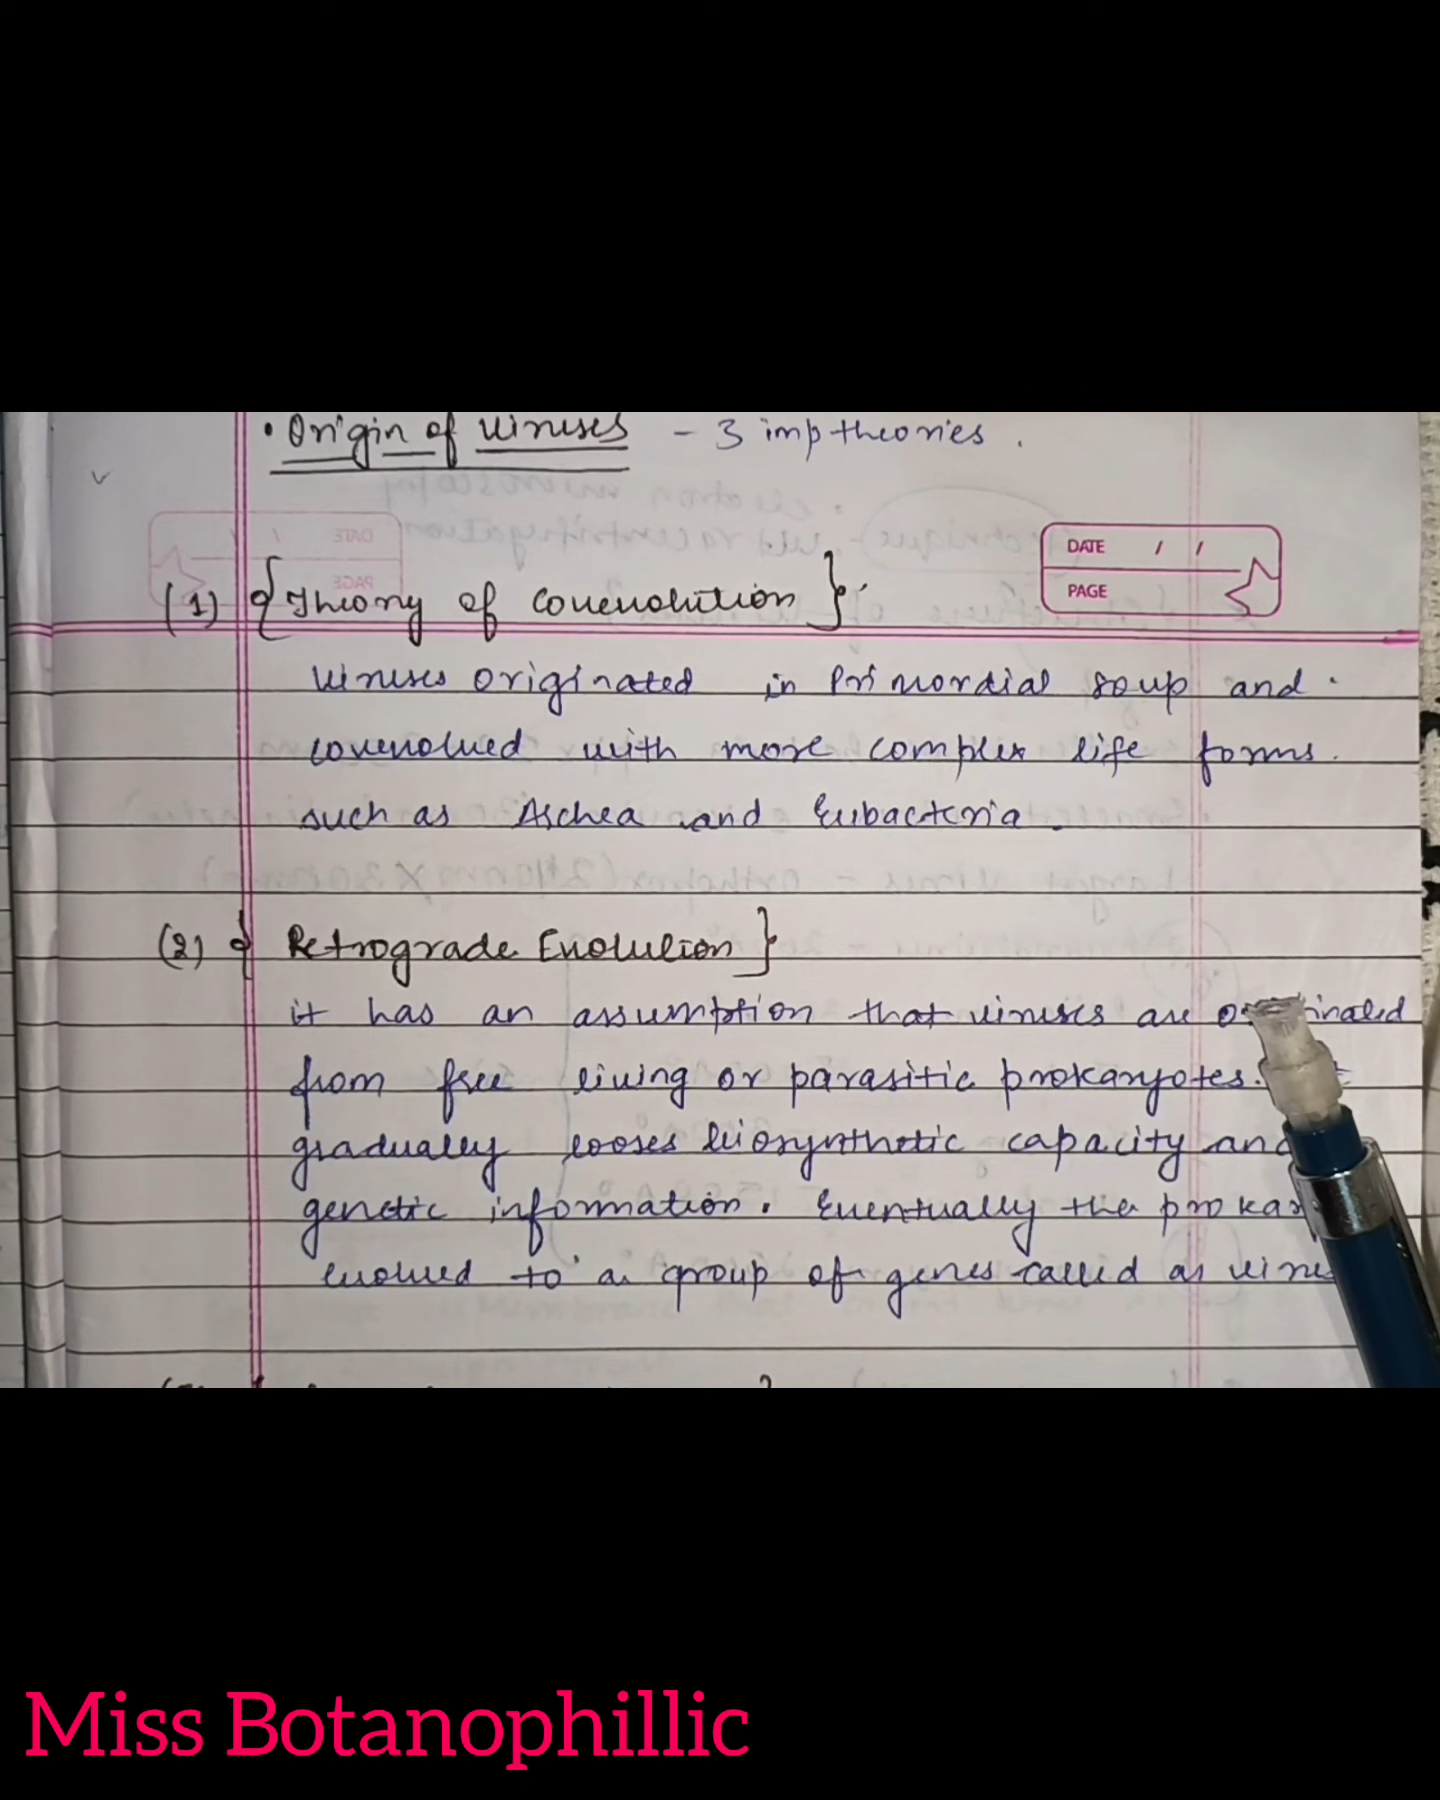 • Origin of viruses - 3 imp theories.
DATE / /
PAGE
(1) {Theory of Coevolution}
Viruses originated in Primordial soup and
coevolved with more complex life forms.
such as Archea and Eubacteria.
(2) { Retrograde Evolution}
it has an assumption that viruses are
from free living or parasitic prokaryotes.
gradually looses biosynthetic capacity and
genetic information. Eventually the
evolved to a group of genes called as
Miss Botanophillic